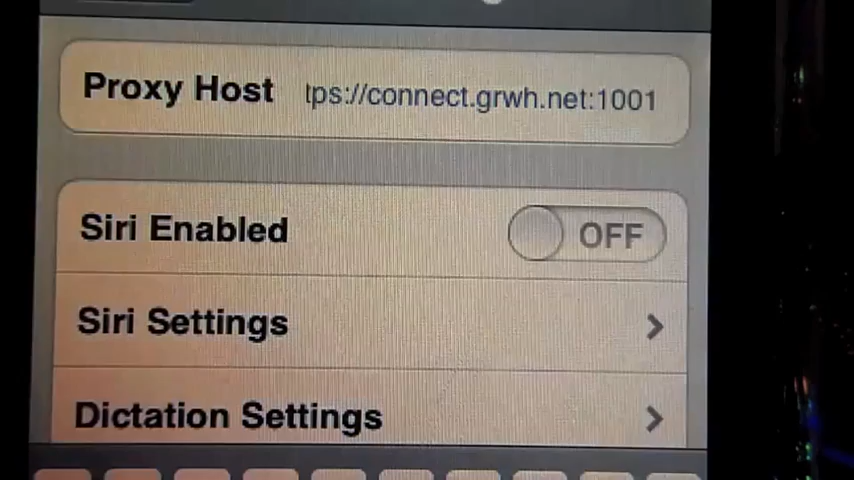 Proxy Host tps://connect.grwh.net:1001
Siri Enabled OFF
Siri Settings
Dictation Settings